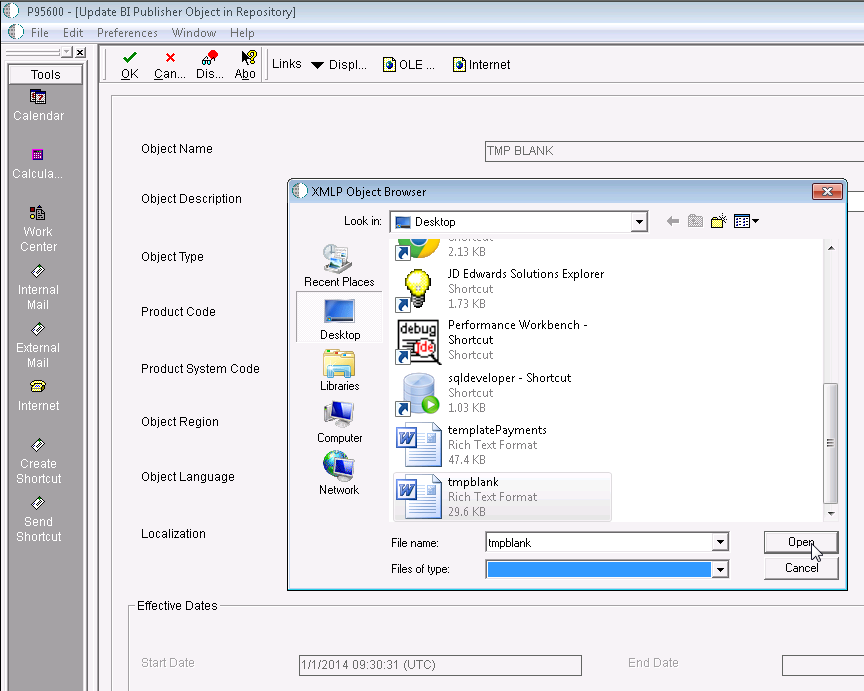 P95600 - [Update BI Publisher Object in Repository]
File Edit Preferences Window Help
Tools
OK Can... Dis... Abo
Links Displ... OLE ... Internet
Calendar
Calcula...
Work
Center
Internal
Mail
External
Mail
Internet
Create
Shortcut
Send
Shortcut
Object Name
TMP BLANK
Object Description
Object Type
Product Code
Product System Code
Object Region
Object Language
Localization
Effective Dates
Start Date
1/1/2014 09:30:31 (UTC)
End Date
XMLP Object Browser
Look in: Desktop
Recent Places
Desktop
Libraries
Computer
Network
Shortcut
2.13 KB
JD Edwards Solutions Explorer
Shortcut
1.73 KB
debug
Performance Workbench -
Shortcut
Shortcut
sqldeveloper - Shortcut
Shortcut
1.03 KB
templatePayments
Rich Text Format
47.4 KB
tmpblank
Rich Text Format
29.6 KB
File name: tmpblank
Open
Files of type:
Cancel